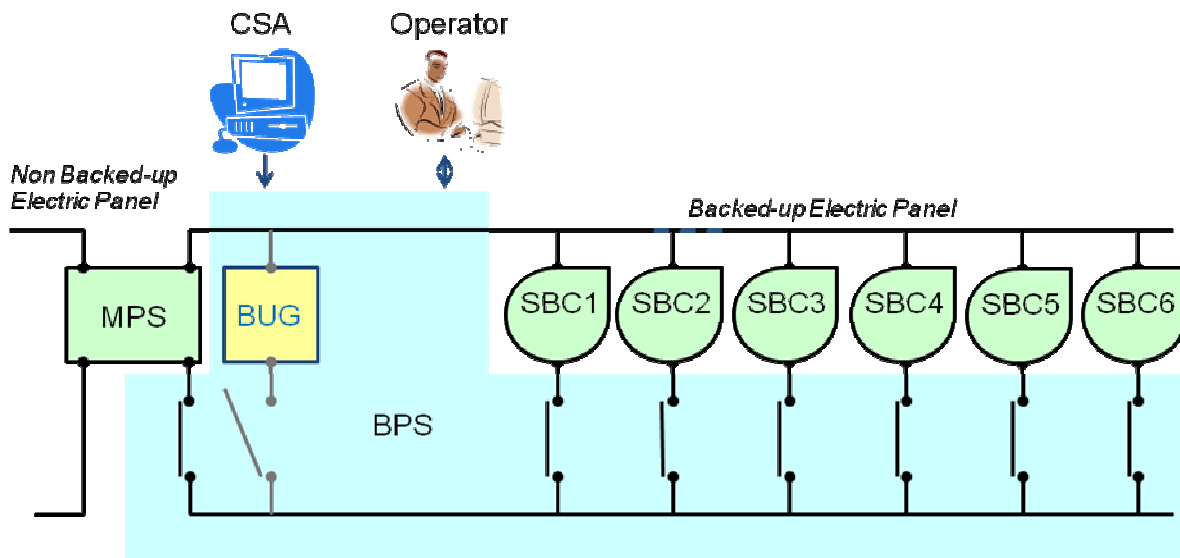 CSA
Operator
Non Backed-up
Electric Panel
Backed-up Electric Panel
MPS
BUG
SBC1
SBC2
SBC3
SBC4
SBC5
SBC6
BPS